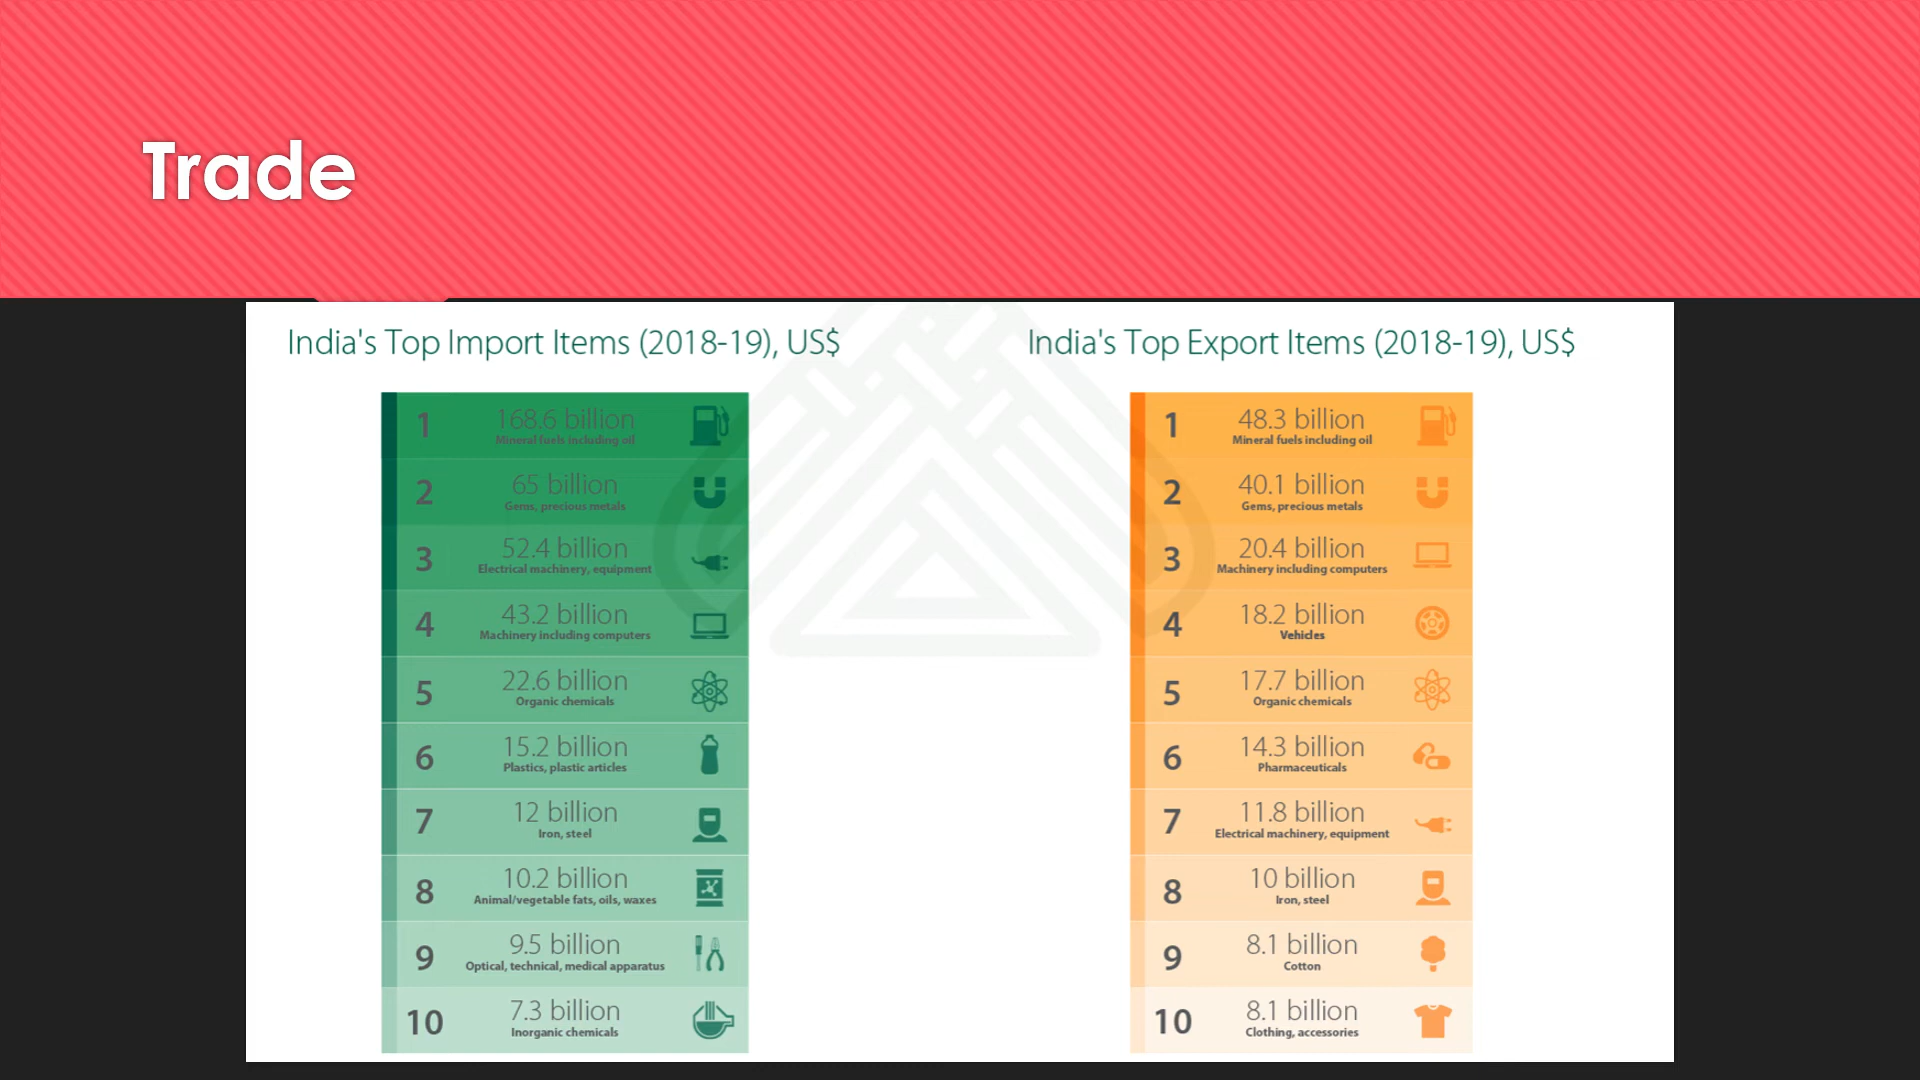 Trade
India's Top Import Items (2018-19), US$
1
168.6 billion
Mineral fuels including oil
2
65 billion
Gems, precious metals
3
52.4 billion
Electrical machinery, equipment
4
43.2 billion
Machinery including computers
5
22.6 billion
Organic chemicals
6
15.2 billion
Plastics, plastic articles
7
12 billion
Iron, steel
8
10.2 billion
Animal/vegetable fats, oils, waxes
9
9.5 billion
Optical, technical, medical apparatus
10
7.3 billion
Inorganic chemicals
India's Top Export Items (2018-19), US$
1
48.3 billion
Mineral fuels including oil
2
40.1 billion
Gems, precious metals
3
20.4 billion
Machinery including computers
4
18.2 billion
Vehicles
5
17.7 billion
Organic chemicals
6
14.3 billion
Pharmaceuticals
7
11.8 billion
Electrical machinery, equipment
8
10 billion
Iron, steel
9
8.1 billion
Cotton
10
8.1 billion
Clothing, accessories